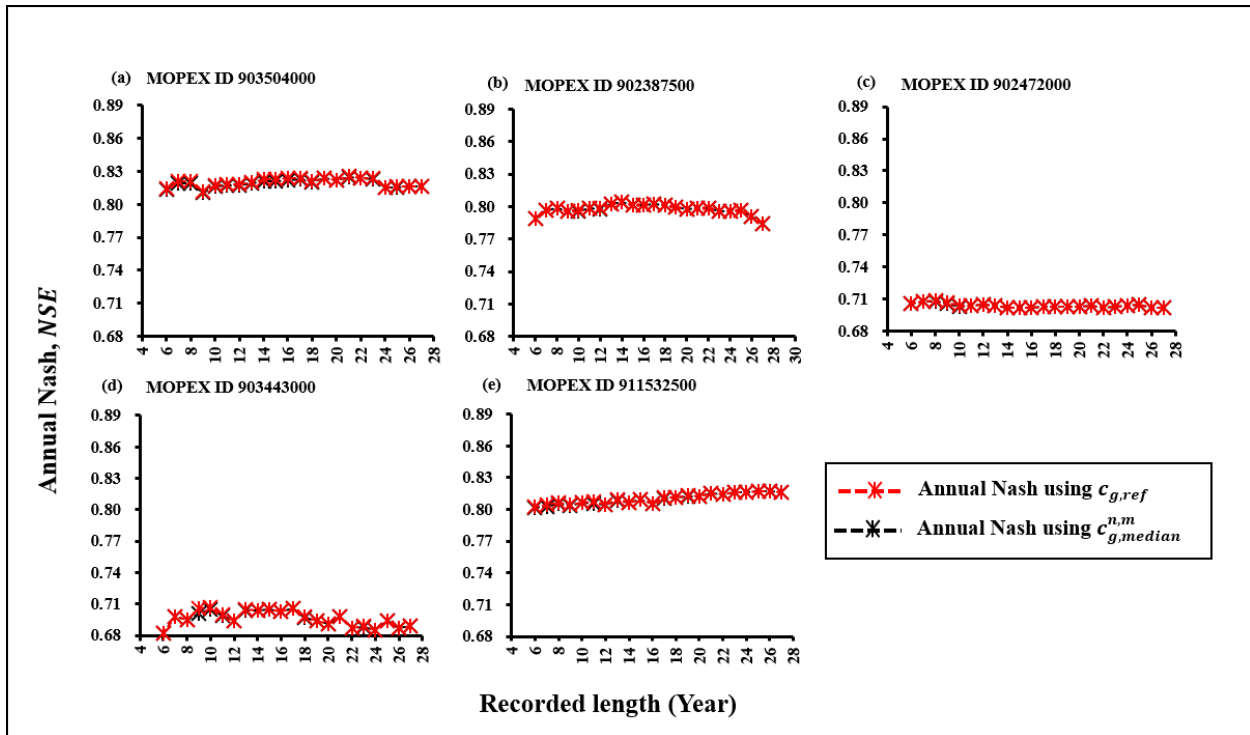 (a) MOPEX ID 903504000
0.89
0.86
0.83
0.80
0.77
0.74
0.71
0.68
4 6 8 10 12 14 16 18 20 22 24 26 28
(b) MOPEX ID 902387500
0.89
0.86
0.83
0.80
0.77
0.74
0.71
0.68
4 6 8 10 12 14 16 18 20 22 24 26 28 30
(c) MOPEX ID 902472000
0.89
0.86
0.83
0.80
0.77
0.74
0.71
0.68
4 6 8 10 12 14 16 18 20 22 24 26 28
Annual Nash, NSE
(d) MOPEX ID 903443000
0.89
0.86
0.83
0.80
0.77
0.74
0.71
0.68
4 6 8 10 12 14 16 18 20 22 24 26 28
(e) MOPEX ID 911532500
0.89
0.86
0.83
0.80
0.77
0.74
0.71
0.68
4 6 8 10 12 14 16 18 20 22 24 26 28
Annual Nash using c_{g,ref}
Annual Nash using c_{g,median}^{n,m}
Recorded length (Year)